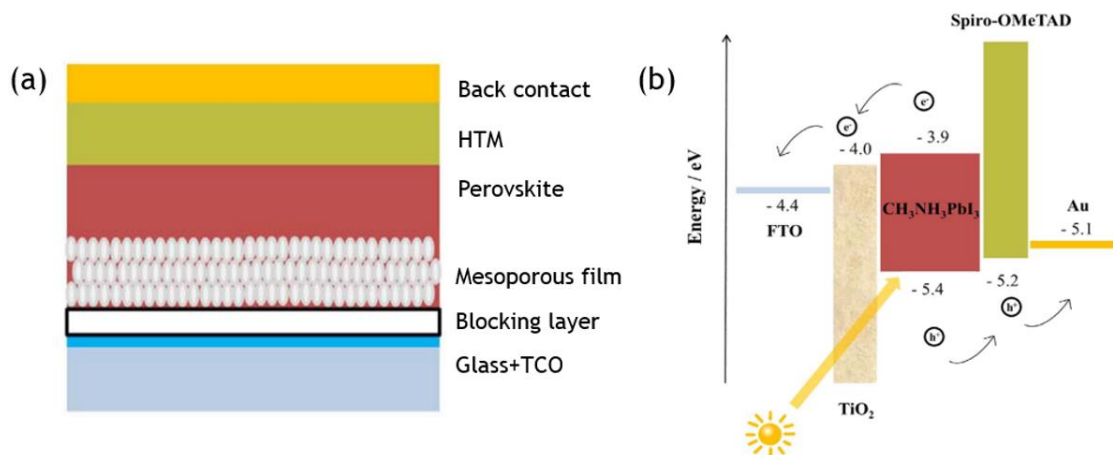 (a)
Back contact
HTM
Perovskite
Mesoporous film
Blocking layer
Glass+TCO
(b)
Spiro-OMeTAD
Energy / eV
e-
e-
- 4.0
- 3.9
- 4.4
FTO
CH₃NH₃PbI₃
Au
- 5.1
- 5.4
- 5.2
h+
h+
TiO₂